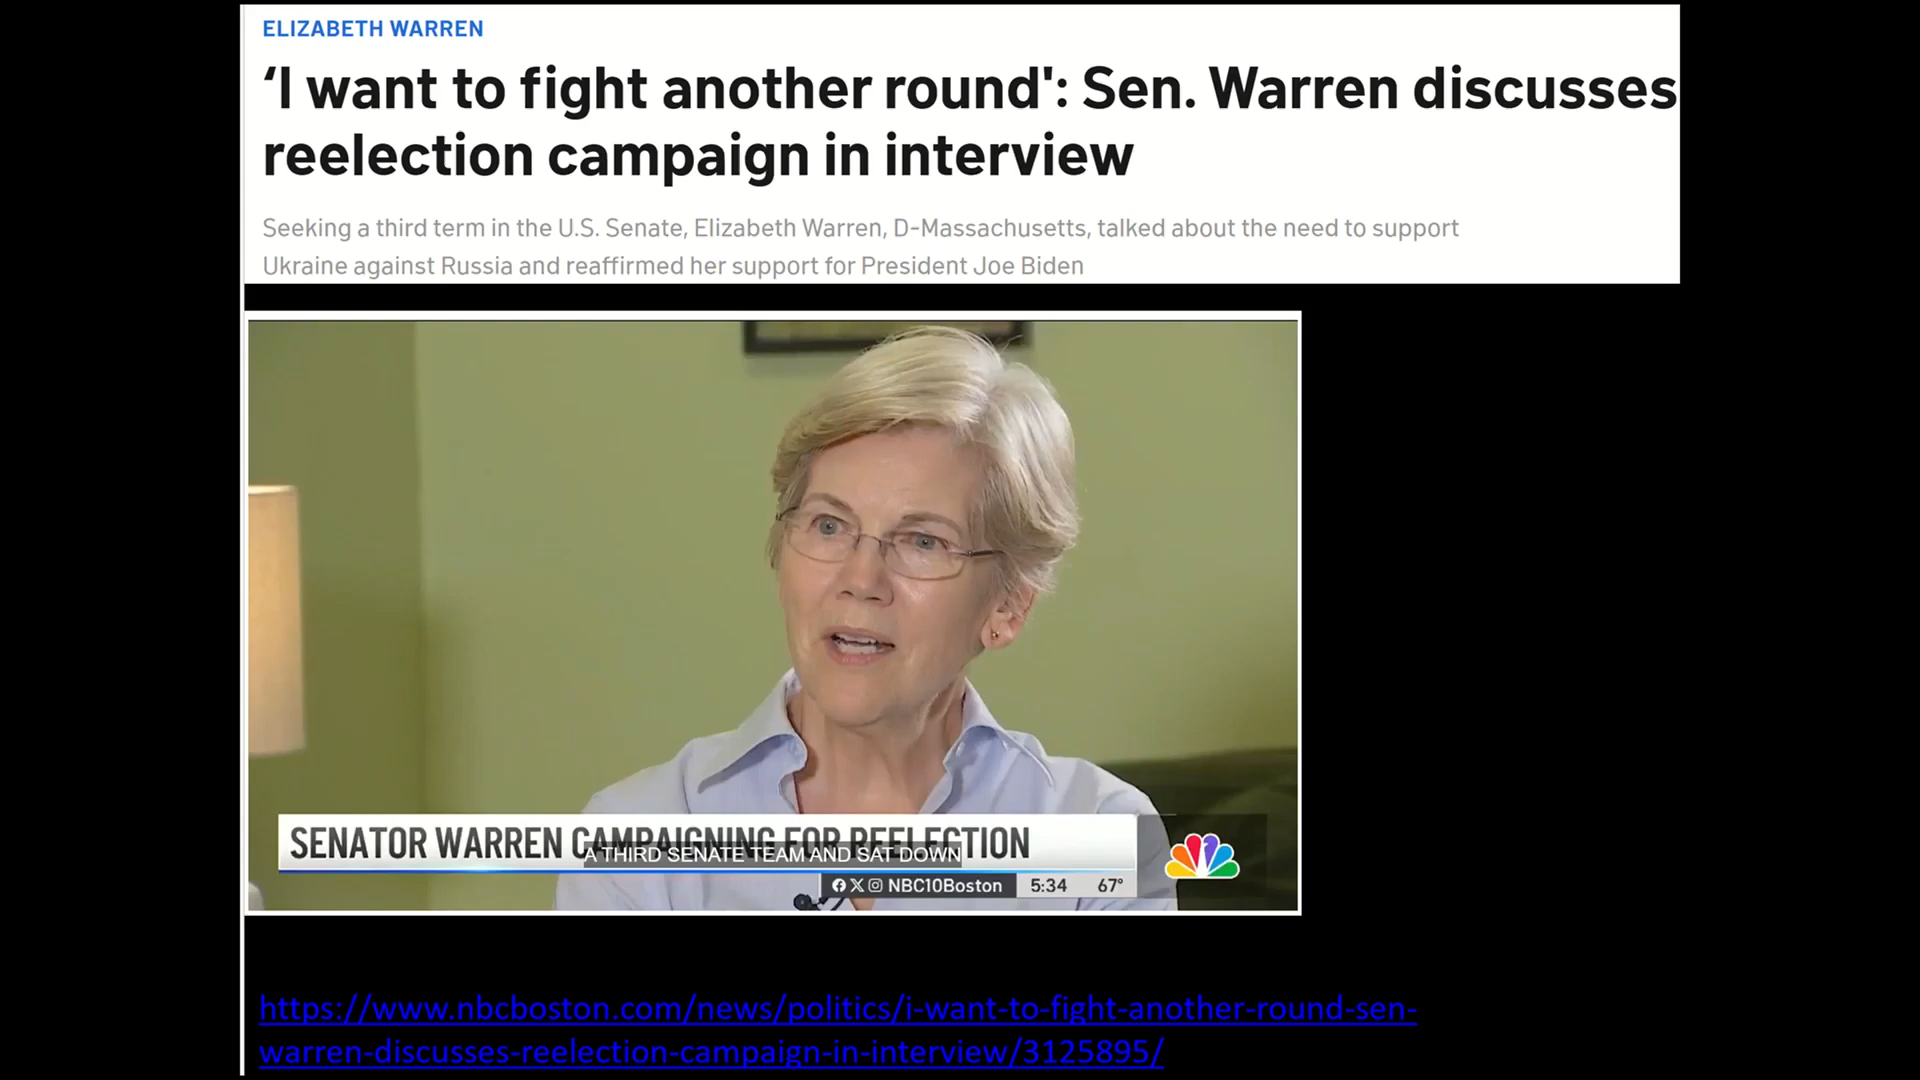 ELIZABETH WARREN
‘I want to fight another round': Sen. Warren discusses
reelection campaign in interview
Seeking a third term in the U.S. Senate, Elizabeth Warren, D-Massachusetts, talked about the need to support
Ukraine against Russia and reaffirmed her support for President Joe Biden
SENATOR WARREN CAMPAIGNING FOR REELECTION
A THIRD SENATE TEAM AND SAT DOWN
NBC10Boston 5:34 67°
https://www.nbcboston.com/news/politics/i-want-to-fight-another-round-sen-
warren-discusses-reelection-campaign-in-interview/3125895/